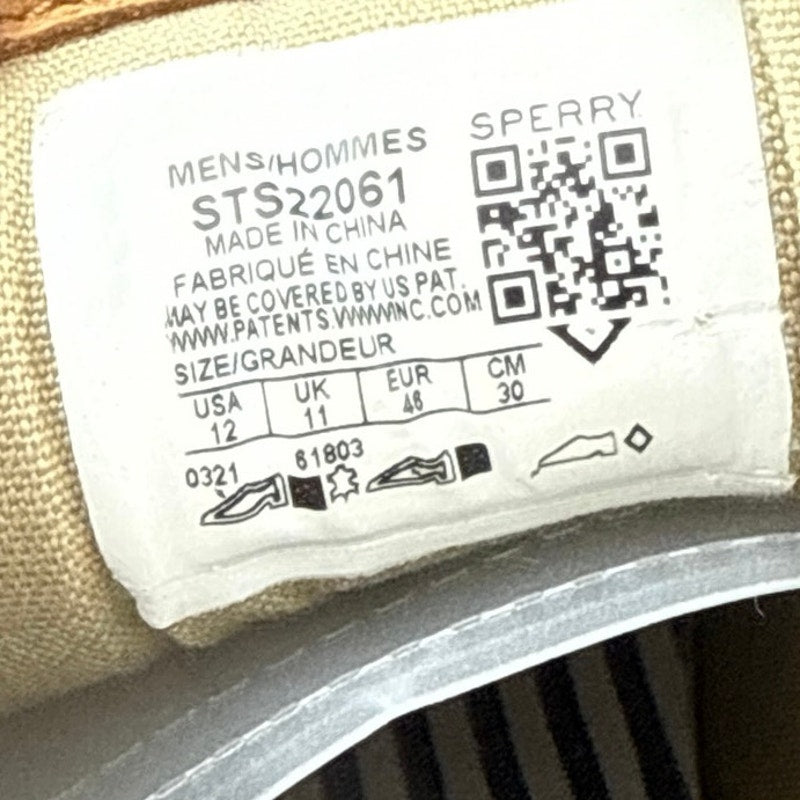 SPERRY
MENS/HOMMES
STS22061
MADE IN CHINA
FABRIQUÉ EN CHINE
MAY BE COVERED BY US PAT.
WWW.PATENTS.WWWINC.COM
SIZE/GRANDEUR
USA UK EUR CM
12 11 46 30
0321 61803